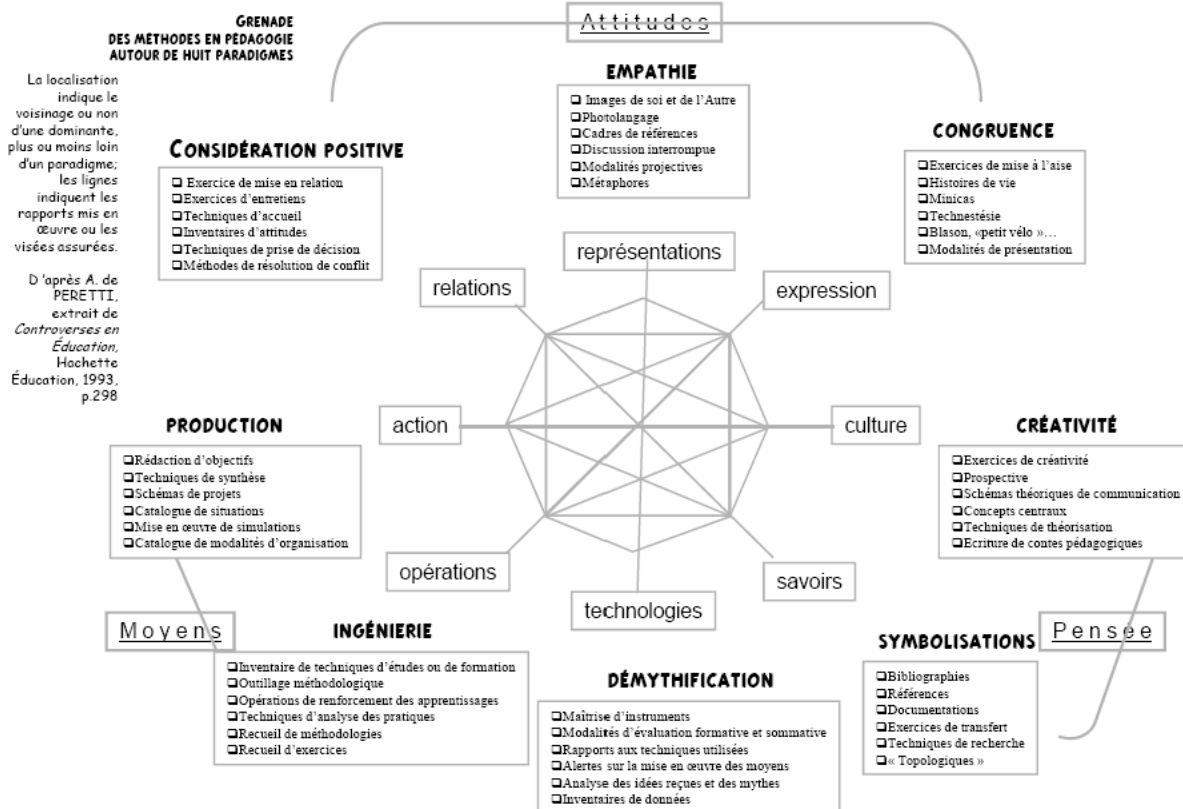 GRENADE
DES MÉTHODES EN PÉDAGOGIE
AUTOUR DE HUIT PARADIGMES
La localisation
indique le
voisinage ou non
d'une dominante,
plus ou moins loin
d'un paradigme;
les lignes
indiquent les
rapports mis en
œuvre ou les
visées assurées.
D 'après A. de
PERETTI,
extrait de
Controverses en
Éducation,
Hachette
Éducation, 1993,
p.298
Attitudes
EMPATHIE
❑ Images de soi et de l'Autre
❑Photolangage
❑Cadres de références
❑Discussion interrompue
❑Modalités projectives
❑Métaphores
CONSIDÉRATION POSITIVE
❑ Exercice de mise en relation
❑Exercices d'entretiens
❑Techniques d'accueil
❑Inventaires d'attitudes
❑Techniques de prise de décision
❑Méthodes de résolution de conflit
CONGRUENCE
❑Exercices de mise à l'aise
❑Histoires de vie
❑Minicas
❑Technestésie
❑Blason, «petit vélo »…
❑Modalités de présentation
représentations
relations
expression
action
culture
opérations
savoirs
technologies
PRODUCTION
❑Rédaction d'objectifs
❑Techniques de synthèse
❑Schémas de projets
❑Catalogue de situations
❑Mise en œuvre de simulations
❑Catalogue de modalités d'organisation
CRÉATIVITÉ
❑Exercices de créativité
❑Prospective
❑Schémas théoriques de communication
❑Concepts centraux
❑Techniques de théorisation
❑Ecriture de contes pédagogiques
Moyens
INGÉNIERIE
❑Inventaire de techniques d'études ou de formation
❑Outillage méthodologique
❑Opérations de renforcement des apprentissages
❑Techniques d'analyse des pratiques
❑Recueil de méthodologies
❑Recueil d'exercices
DÉMYTHIFICATION
❑Maîtrise d'instruments
❑Modalités d'évaluation formative et sommative
❑Rapports aux techniques utilisées
❑Alertes sur la mise en œuvre des moyens
❑Analyse des idées reçues et des mythes
❑Inventaires de données
SYMBOLISATIONS
❑Bibliographies
❑Références
❑Documentations
❑Exercices de transfert
❑Techniques de recherche
❑« Topologiques »
Pensée